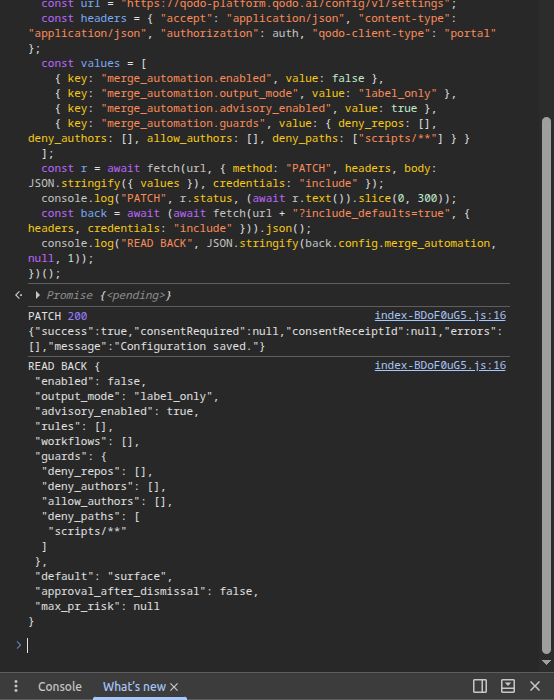 const url = "https://qodo-platform.qodo.ai/config/v1/settings";
const headers = { "accept": "application/json", "content-type":
"application/json", "authorization": auth, "qodo-client-type": "portal"
};
const values = [
{ key: "merge_automation.enabled", value: false },
{ key: "merge_automation.output_mode", value: "label_only" },
{ key: "merge_automation.advisory_enabled", value: true },
{ key: "merge_automation.guards", value: { deny_repos: [],
deny_authors: [], allow_authors: [], deny_paths: ["scripts/**"] } }
];
const r = await fetch(url, { method: "PATCH", headers, body:
JSON.stringify({ values }), credentials: "include" });
console.log("PATCH", r.status, (await r.text()).slice(0, 300));
const back = await (await fetch(url + "?include_defaults=true", {
headers, credentials: "include" })).json();
console.log("READ BACK", JSON.stringify(back.config.merge_automation,
null, 1));
})();
Promise {<pending>}
PATCH 200 index-BDoF0uG5.js:16
{"success":true,"consentRequired":null,"consentReceiptId":null,"errors":
[],"message":"Configuration saved."}
READ BACK { index-BDoF0uG5.js:16
"enabled": false,
"output_mode": "label_only",
"advisory_enabled": true,
"rules": [],
"workflows": [],
"guards": {
"deny_repos": [],
"deny_authors": [],
"allow_authors": [],
"deny_paths": [
"scripts/**"
]
},
"default": "surface",
"approval_after_dismissal": false,
"max_pr_risk": null
}
Console What's new